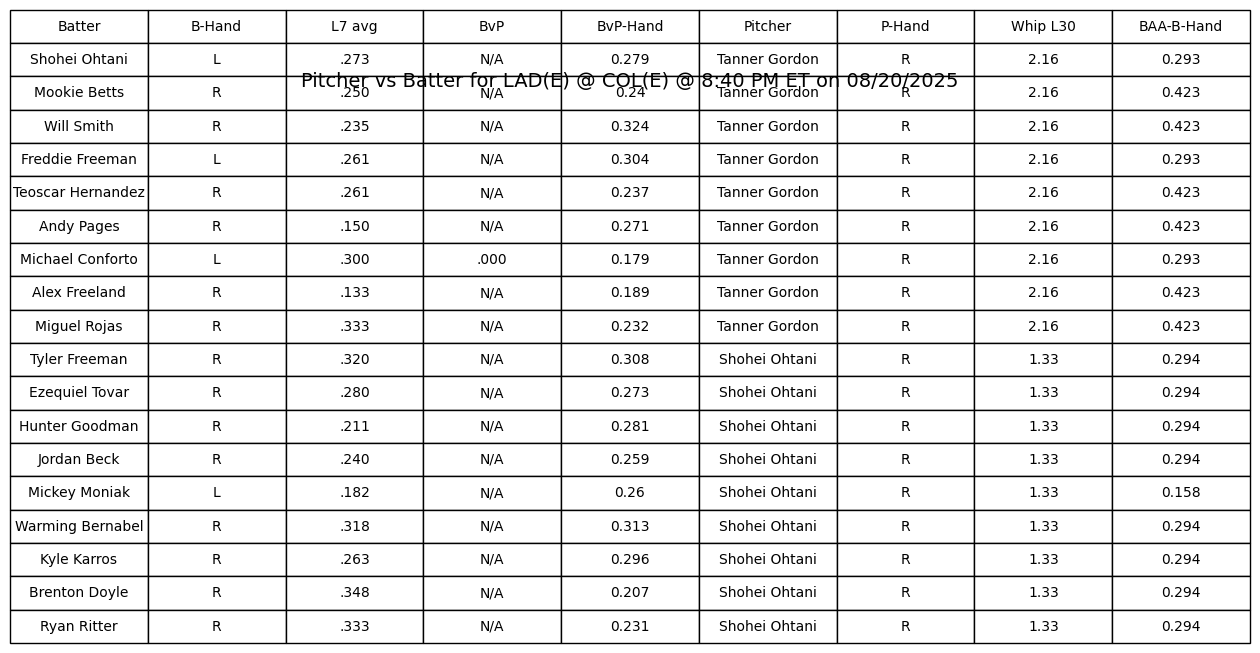 Batter B-Hand L7 avg BvP BvP-Hand Pitcher P-Hand Whip L30 BAA-B-Hand
Shohei Ohtani L .273 N/A 0.279 Tanner Gordon R 2.16 0.293
Pitcher vs Batter for LAD(E) @ COL(E) @ 8:40 PM ET on 08/20/2025
Mookie Betts R .250 N/A 0.24 Tanner Gordon R 2.16 0.423
Will Smith R .235 N/A 0.324 Tanner Gordon R 2.16 0.423
Freddie Freeman L .261 N/A 0.304 Tanner Gordon R 2.16 0.293
Teoscar Hernandez R .261 N/A 0.237 Tanner Gordon R 2.16 0.423
Andy Pages R .150 N/A 0.271 Tanner Gordon R 2.16 0.423
Michael Conforto L .300 .000 0.179 Tanner Gordon R 2.16 0.293
Alex Freeland R .133 N/A 0.189 Tanner Gordon R 2.16 0.423
Miguel Rojas R .333 N/A 0.232 Tanner Gordon R 2.16 0.423
Tyler Freeman R .320 N/A 0.308 Shohei Ohtani R 1.33 0.294
Ezequiel Tovar R .280 N/A 0.273 Shohei Ohtani R 1.33 0.294
Hunter Goodman R .211 N/A 0.281 Shohei Ohtani R 1.33 0.294
Jordan Beck R .240 N/A 0.259 Shohei Ohtani R 1.33 0.294
Mickey Moniak L .182 N/A 0.26 Shohei Ohtani R 1.33 0.158
Warming Bernabel R .318 N/A 0.313 Shohei Ohtani R 1.33 0.294
Kyle Karros R .263 N/A 0.296 Shohei Ohtani R 1.33 0.294
Brenton Doyle R .348 N/A 0.207 Shohei Ohtani R 1.33 0.294
Ryan Ritter R .333 N/A 0.231 Shohei Ohtani R 1.33 0.294